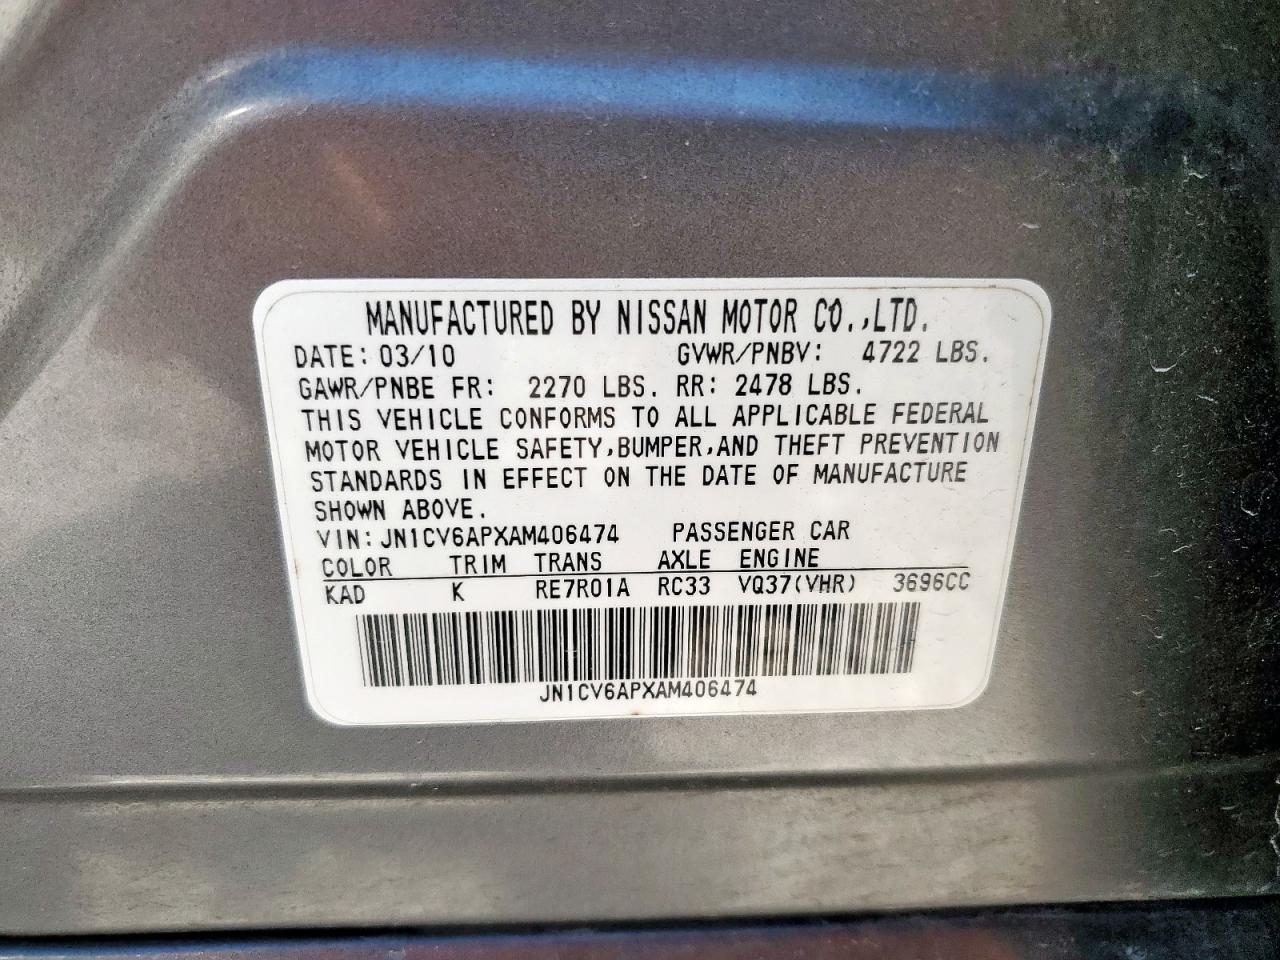 MANUFACTURED BY NISSAN MOTOR CO.,LTD.
DATE: 03/10 GVWR/PNBV: 4722 LBS.
GAWR/PNBE FR: 2270 LBS. RR: 2478 LBS.
THIS VEHICLE CONFORMS TO ALL APPLICABLE FEDERAL
MOTOR VEHICLE SAFETY,BUMPER,AND THEFT PREVENTION
STANDARDS IN EFFECT ON THE DATE OF MANUFACTURE
SHOWN ABOVE.
VIN: JN1CV6APXAM406474 PASSENGER CAR
COLOR TRIM TRANS AXLE ENGINE
KAD K RE7R01A RC33 VQ37(VHR) 3696CC
JN1CV6APXAM406474